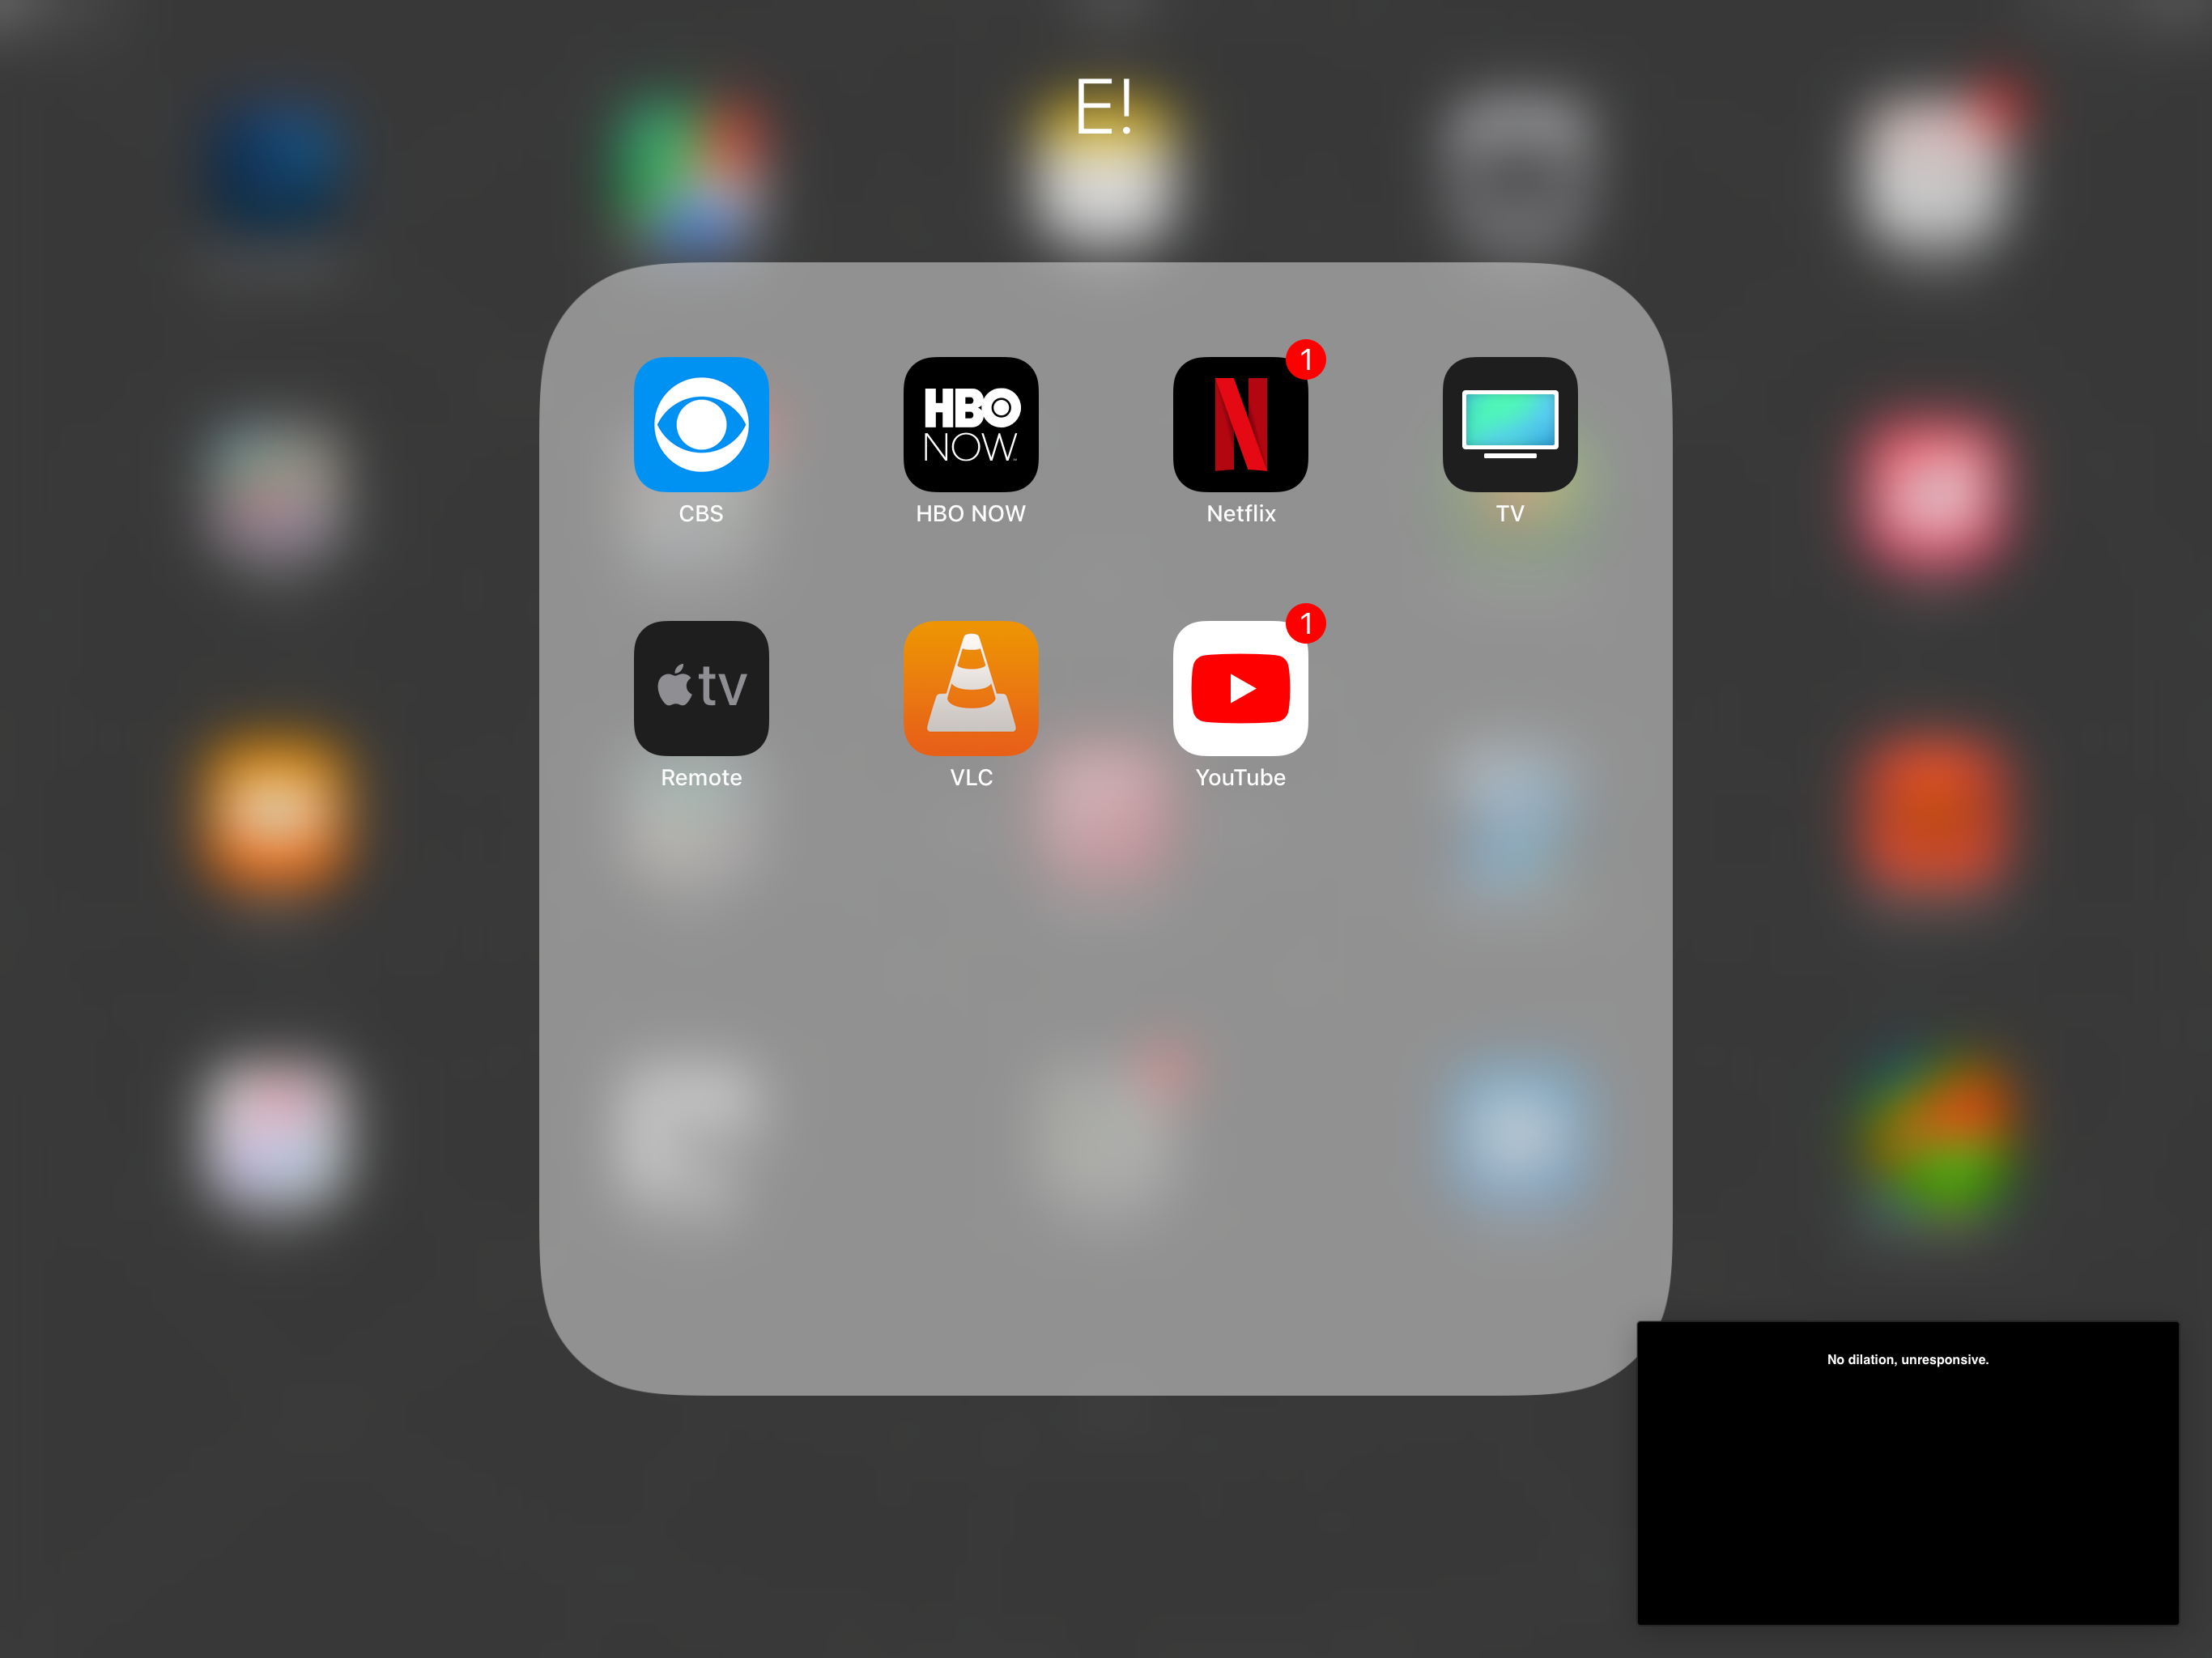 E!
HBO
NOW
1
CBS
HBO NOW
Netflix
TV
tv
1
Remote
VLC
YouTube
No dilation, unresponsive.